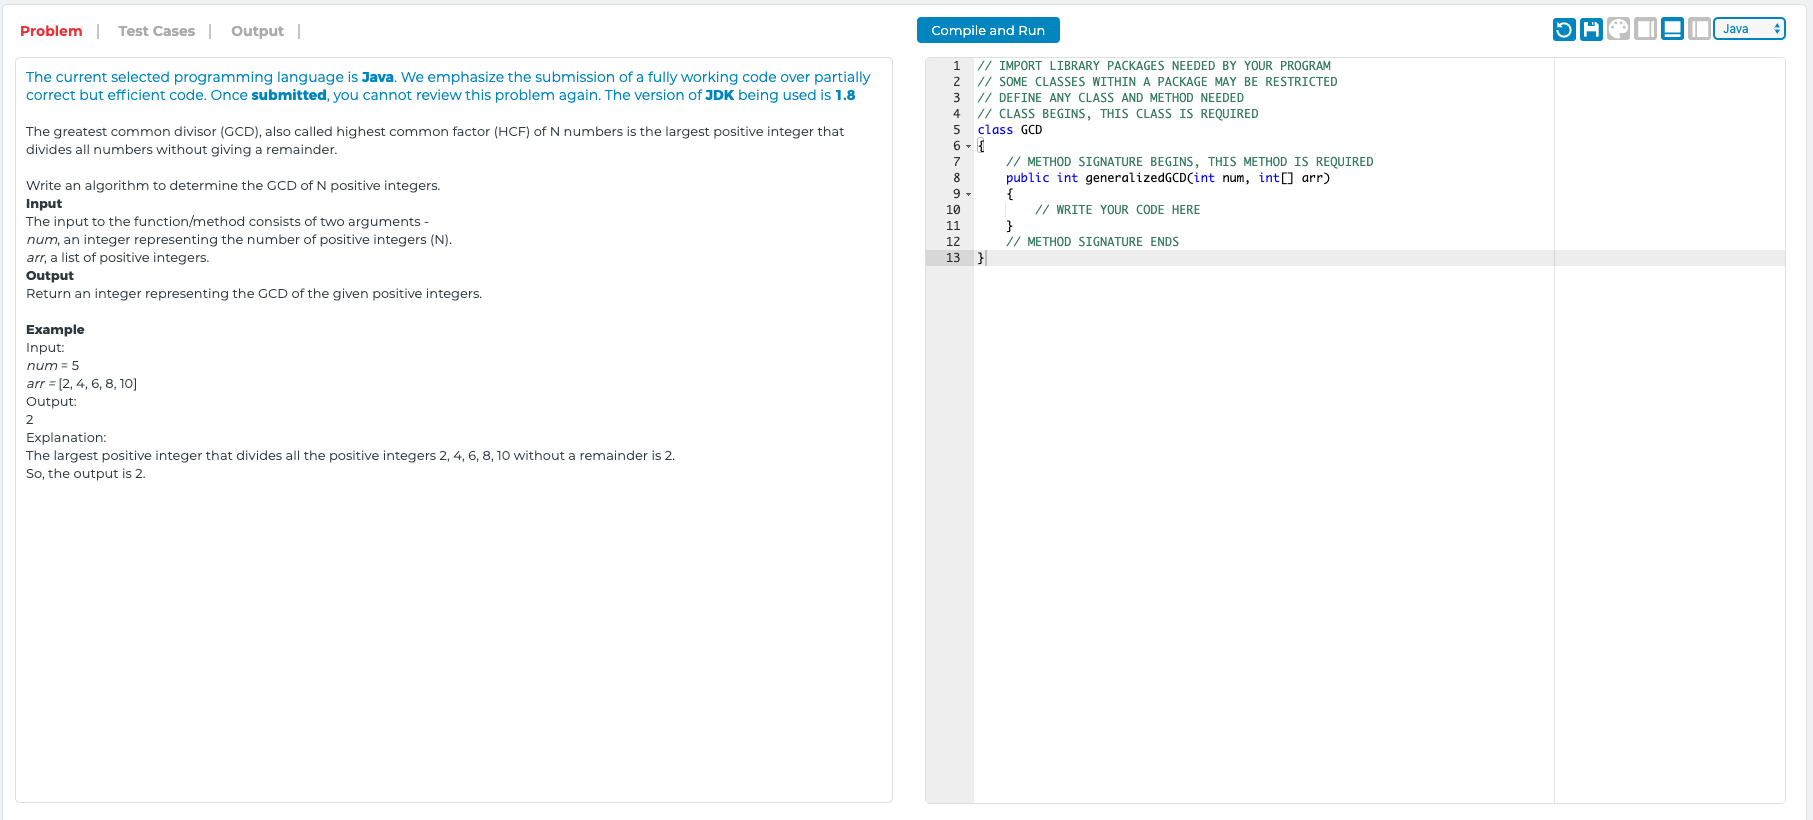 Problem | Test Cases | Output |
Compile and Run
Java
The current selected programming language is Java. We emphasize the submission of a fully working code over partially
correct but efficient code. Once submitted, you cannot review this problem again. The version of JDK being used is 1.8
The greatest common divisor (GCD), also called highest common factor (HCF) of N numbers is the largest positive integer that
divides all numbers without giving a remainder.
Write an algorithm to determine the GCD of N positive integers.
Input
The input to the function/method consists of two arguments -
num, an integer representing the number of positive integers (N).
arr, a list of positive integers.
Output
Return an integer representing the GCD of the given positive integers.
Example
Input:
num = 5
arr = [2, 4, 6, 8, 10]
Output:
2
Explanation:
The largest positive integer that divides all the positive integers 2, 4, 6, 8, 10 without a remainder is 2.
So, the output is 2.
1 // IMPORT LIBRARY PACKAGES NEEDED BY YOUR PROGRAM
2 // SOME CLASSES WITHIN A PACKAGE MAY BE RESTRICTED
3 // DEFINE ANY CLASS AND METHOD NEEDED
4 // CLASS BEGINS, THIS CLASS IS REQUIRED
5 class GCD
6 {
7 // METHOD SIGNATURE BEGINS, THIS METHOD IS REQUIRED
8 public int generalizedGCD(int num, int[] arr)
9 {
10 // WRITE YOUR CODE HERE
11 }
12 // METHOD SIGNATURE ENDS
13 }